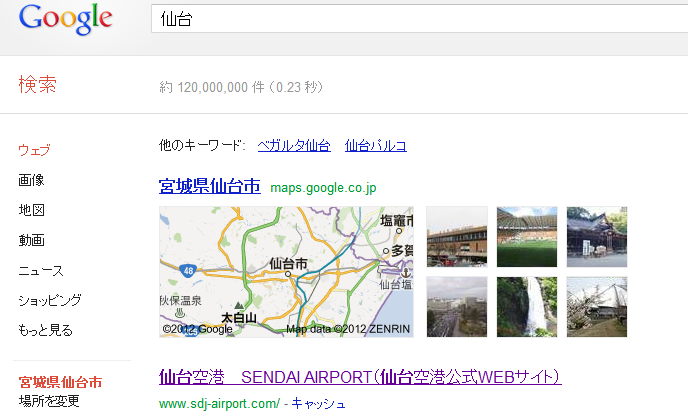 Google
仙台
検索
約 120,000,000 件 (0.23 秒)
ウェブ
画像
地図
動画
ニュース
ショッピング
もっと見る
宮城県仙台市
場所を変更
他のキーワード: ベガルタ仙台 仙台パルコ
宮城県仙台市 maps.google.co.jp
塩竈市
多賀
48
仙台市
仙台塩
秋保温泉
太白山
©2012 Google Map data ©2012 ZENRIN
仙台空港 SENDAI AIRPORT(仙台空港公式WEBサイト)
www.sdj-airport.com/ - キャッシュ